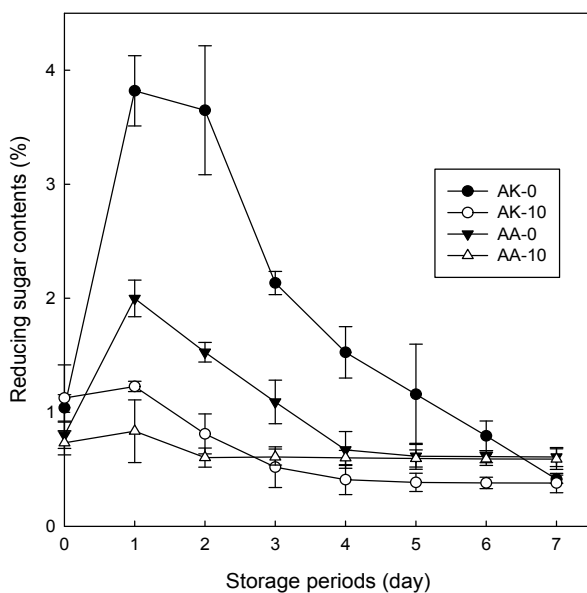 Reducing sugar contents (%)
4
3
2
1
0
AK-0
AK-10
AA-0
AA-10
0 1 2 3 4 5 6 7
Storage periods (day)